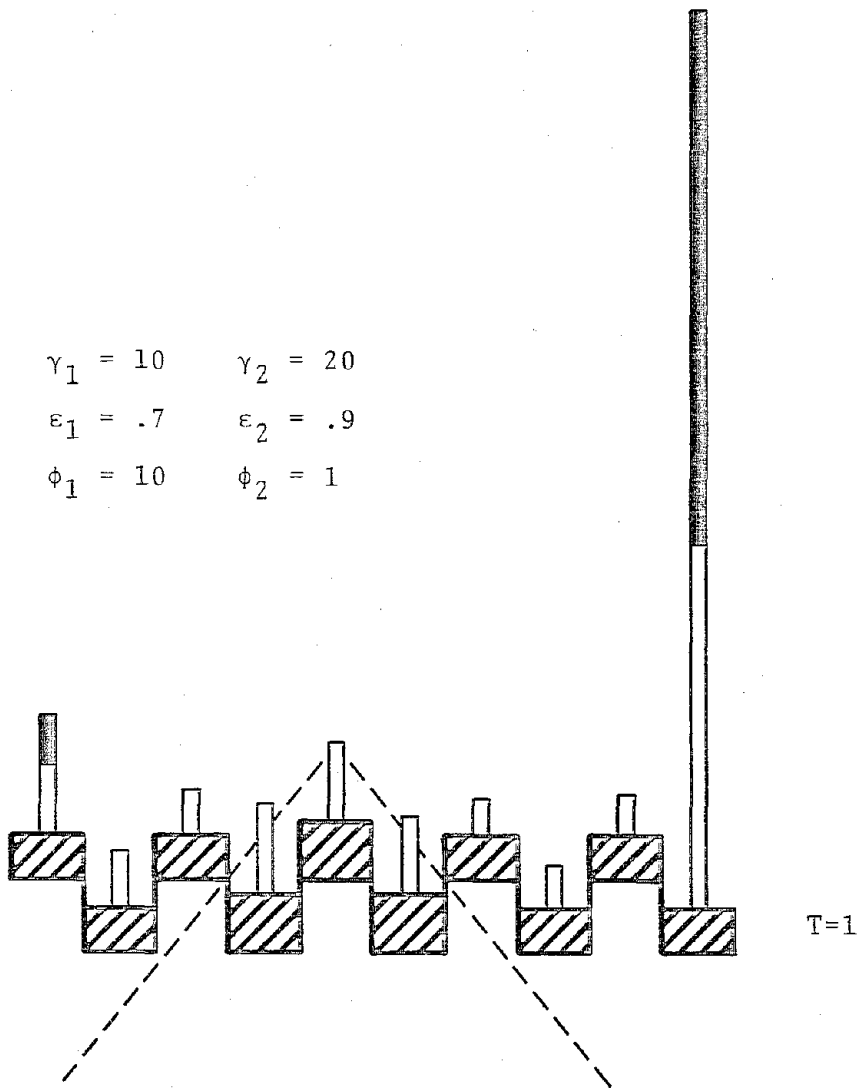 γ₁ = 10 γ₂ = 20
ε₁ = .7 ε₂ = .9
φ₁ = 10 φ₂ = 1
T=1